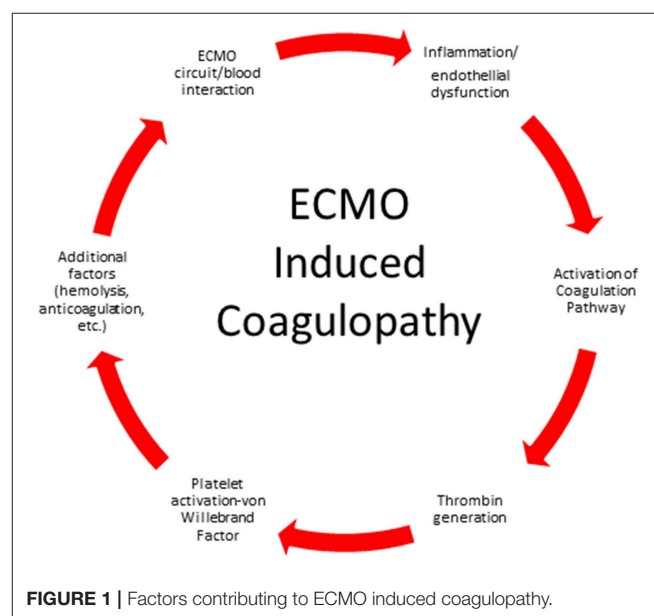 ECMO
circuit/blood
interaction
Inflammation/
endothellial
dysfunction
Activation of
Coagulation
Pathway
Thrombin
generation
Platelet
activation-von
Willebrand
Factor
Additional
factors
(hemolysis,
anticoagulation,
etc.)
ECMO
Induced
Coagulopathy
FIGURE 1 | Factors contributing to ECMO induced coagulopathy.